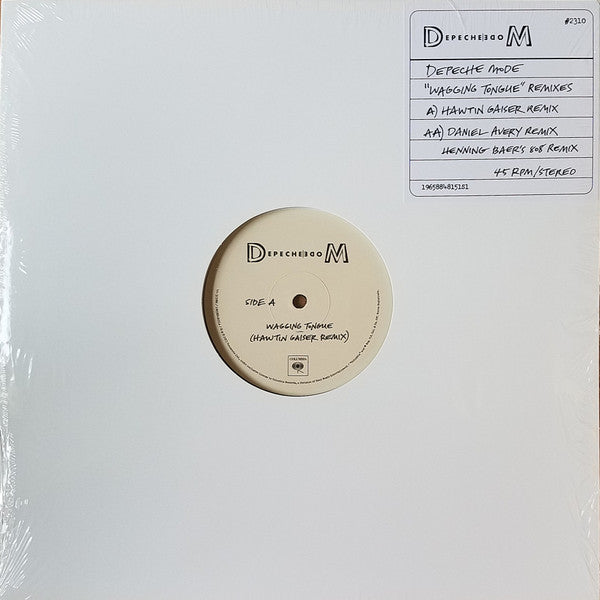 #2310
DEPECHE MODE
DEPECHE MODE
"WAGGING TONGUE" REMIXES
A) HAWTIN GAISER REMIX
AA) DANIEL AVERY REMIX
HENNING BAER'S 808 REMIX
45 RPM/STEREO
1965884815181
DEPECHE MODE
SIDE A
WAGGING TONGUE
(HAWTIN GAISER REMIX)
COLUMBIA